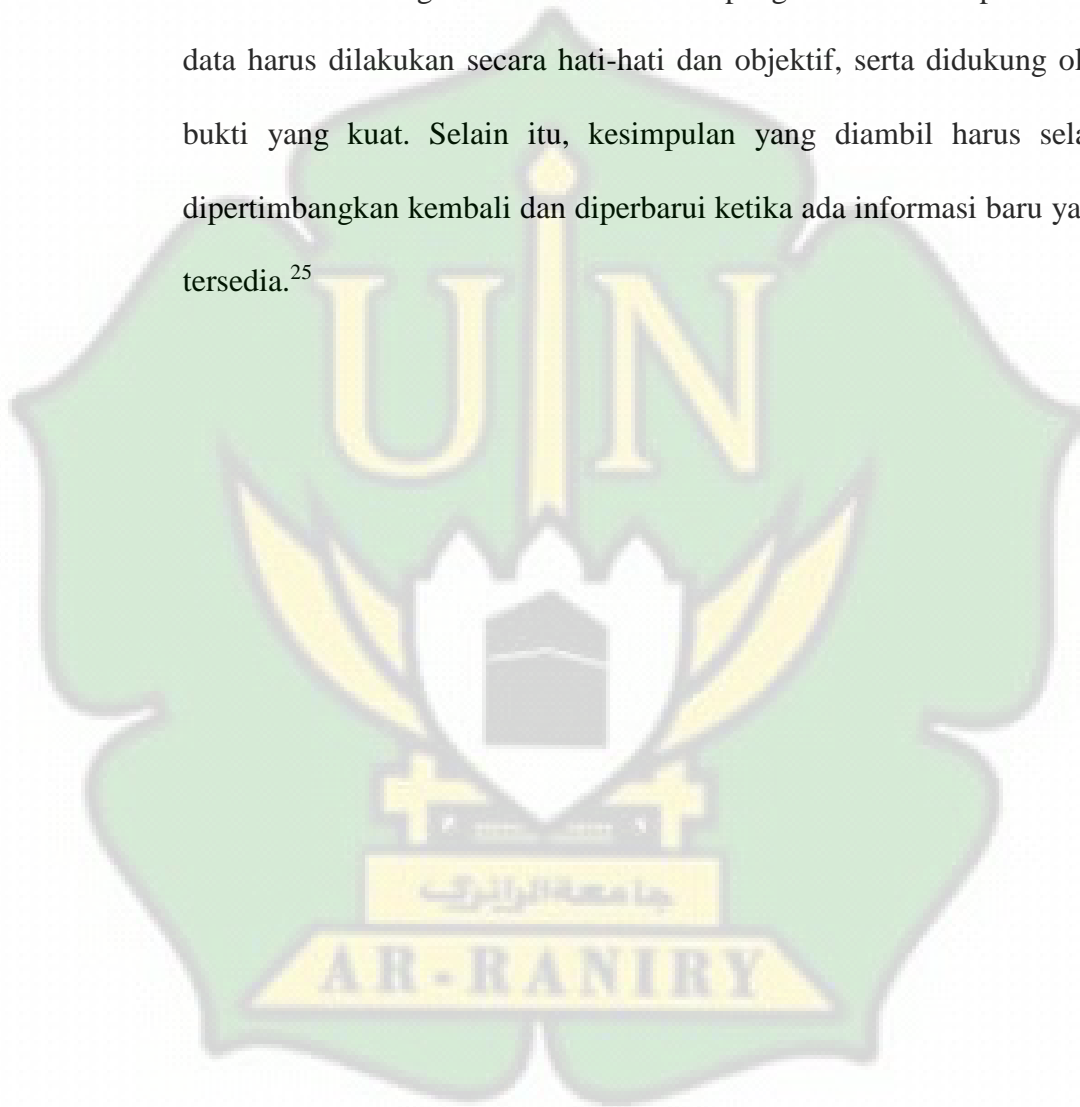 data harus dilakukan secara hati-hati dan objektif, serta didukung
bukti yang kuat. Selain itu, kesimpulan yang diambil harus
dipertimbangkan kembali dan diperbarui ketika ada informasi baru
tersedia.25
UIN
جامعة الرانري
AR-RANIRY